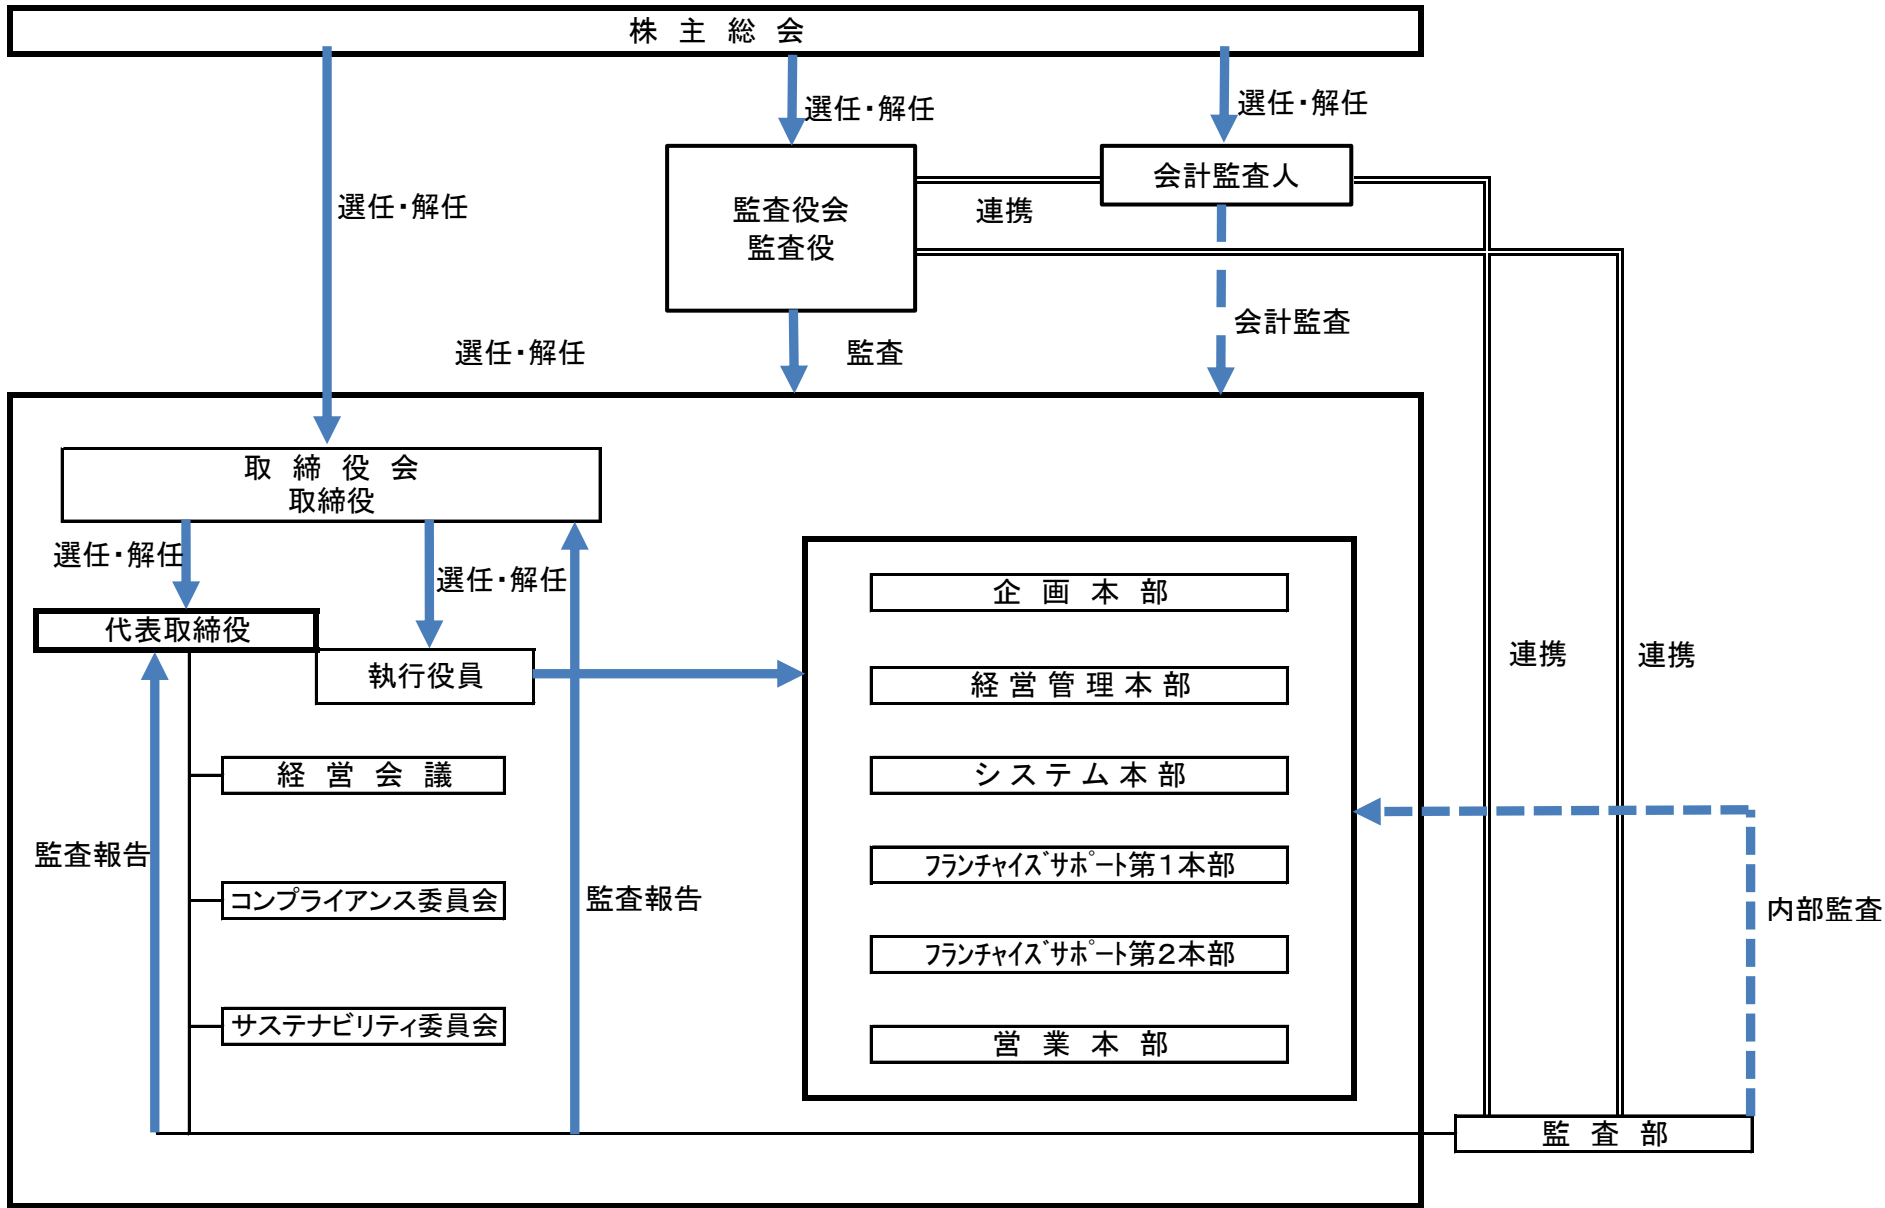 株 主 総 会
選任・解任
選任・解任
選任・解任
会計監査人
監査役会
監査役
連携
会計監査
選任・解任
監査
取 締 役 会
取締役
選任・解任
選任・解任
代表取締役
執行役員
企 画 本 部
経 営 管 理 本 部
連携
連携
経 営 会 議
システム本部
監査報告
フランチャイズサポート第1本部
コンプライアンス委員会
監査報告
内部監査
フランチャイズサポート第2本部
サステナビリティ委員会
営 業 本 部
監 査 部